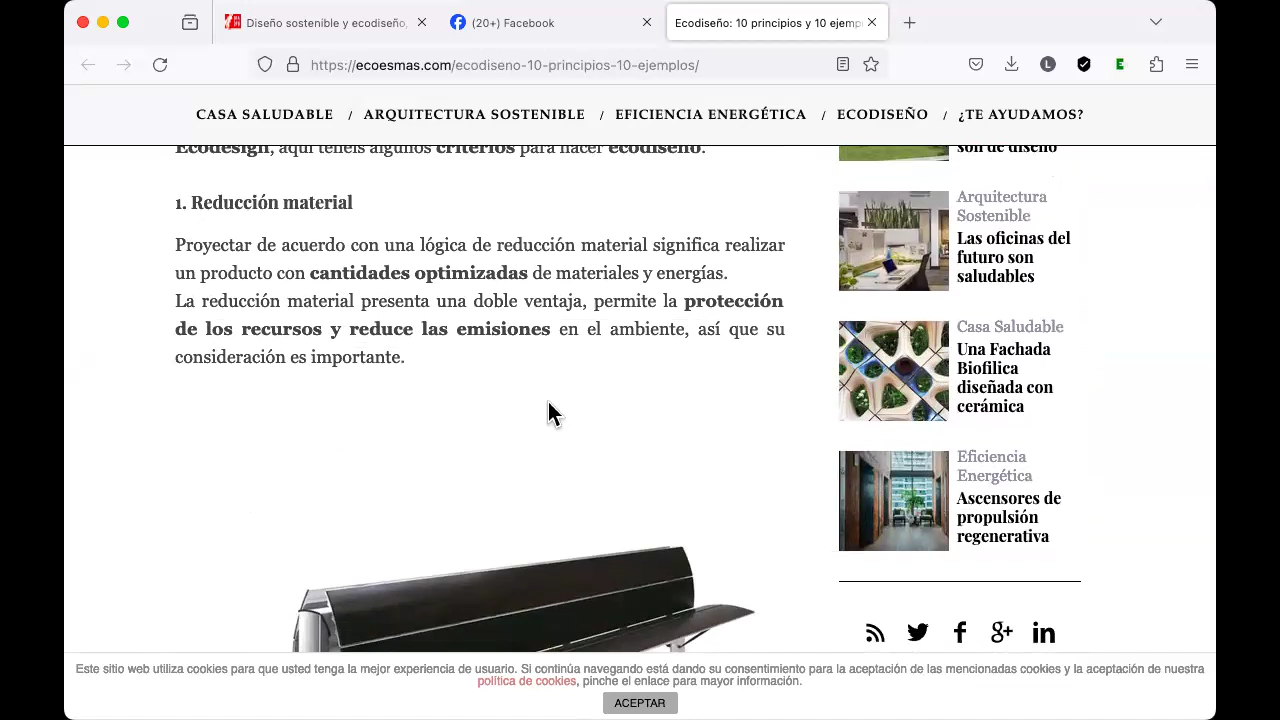 Diseño sostenible y ecodiseño,
(20+) Facebook
Ecodiseño: 10 principios y 10 ejemp
https://ecoesmas.com/ecodiseno-10-principios-10-ejemplos/
L
E
CASA SALUDABLE / ARQUITECTURA SOSTENIBLE / EFICIENCIA ENERGÉTICA / ECODISEÑO / ¿TE AYUDAMOS?
Ecodesign, aquí tenéis algunos criterios para hacer ecodiseño.
1. Reducción material
Proyectar de acuerdo con una lógica de reducción material significa realizar
un producto con cantidades optimizadas de materiales y energías.
La reducción material presenta una doble ventaja, permite la protección
de los recursos y reduce las emisiones en el ambiente, así que su
consideración es importante.
son de diseño
Arquitectura
Sostenible
Las oficinas del
futuro son
saludables
Casa Saludable
Una Fachada
Biofilica
diseñada con
cerámica
Eficiencia
Energética
Ascensores de
propulsión
regenerativa
Este sitio web utiliza cookies para que usted tenga la mejor experiencia de usuario. Si continúa navegando está dando su consentimiento para la aceptación de las mencionadas cookies y la aceptación de nuestra
política de cookies, pinche el enlace para mayor información.
ACEPTAR